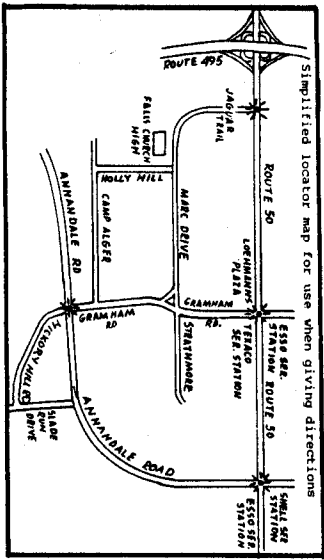 Simplified locator map for use when giving directions
ROUTE 495
JAGUAR
TRAIL
ROUTE 50
LOEHMANNS
PLAZA
ESSO SER.
STATION
ROUTE 50
TEXACO
SER. STATION
SHELL SER
STATION
ESSO SER.
STATION
FALLS CHURCH
HIGH
HOLLY HILL
MARC DRIVE
GRAMHAM
RD.
STRATHMORE
CAMP ALGER
GRAMHAM
RD
ANNANDALE RD
HICKORY HILL RD
SLADE
RUN
DRIVE
ANNANDALE ROAD